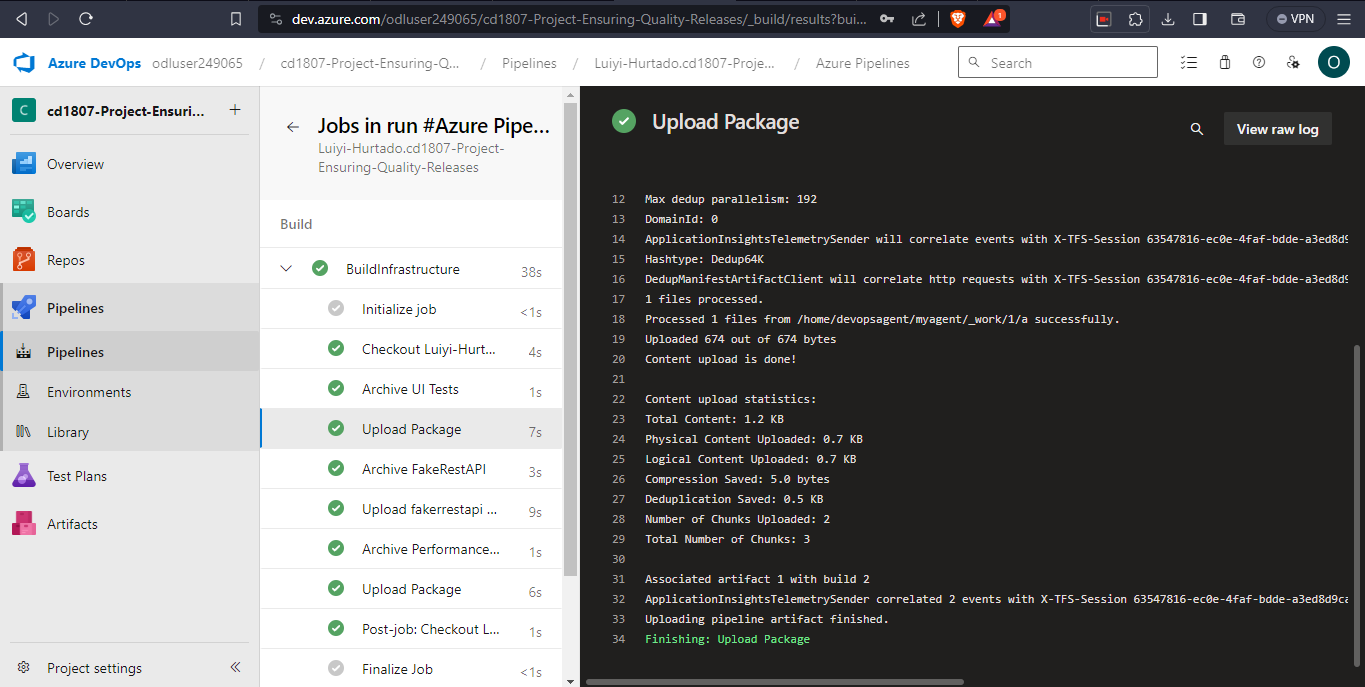 dev.azure.com/odluser249065/cd1807-Project-Ensuring-Quality-Releases/_build/results?bui...
1
VPN
Azure DevOps
odluser249065
/
cd1807-Project-Ensuring-Q...
/
Pipelines
/
Luiyi-Hurtado.cd1807-Proje...
/
Azure Pipelines
Search
O
C
cd1807-Project-Ensuri...
+
Overview
Boards
Repos
Pipelines
Pipelines
Environments
Library
Test Plans
Artifacts
Project settings
Jobs in run #Azure Pipe...
Luiyi-Hurtado.cd1807-Project-
Ensuring-Quality-Releases
Build
BuildInfrastructure 38s
Initialize job <1s
Checkout Luiyi-Hurt... 4s
Archive UI Tests 1s
Upload Package 7s
Archive FakeRestAPI 3s
Upload fakerrestapi ... 9s
Archive Performance... 1s
Upload Package 6s
Post-job: Checkout L... 1s
Finalize Job <1s
Upload Package
View raw log
12 Max dedup parallelism: 192
13 DomainId: 0
14 ApplicationInsightsTelemetrySender will correlate events with X-TFS-Session 63547816-ec0e-4faf-bdde-a3ed8d9
15 Hashtype: Dedup64K
16 DedupManifestArtifactClient will correlate http requests with X-TFS-Session 63547816-ec0e-4faf-bdde-a3ed8d9
17 1 files processed.
18 Processed 1 files from /home/devopsagent/myagent/_work/1/a successfully.
19 Uploaded 674 out of 674 bytes
20 Content upload is done!
21
22 Content upload statistics:
23 Total Content: 1.2 KB
24 Physical Content Uploaded: 0.7 KB
25 Logical Content Uploaded: 0.7 KB
26 Compression Saved: 5.0 bytes
27 Deduplication Saved: 0.5 KB
28 Number of Chunks Uploaded: 2
29 Total Number of Chunks: 3
30
31 Associated artifact 1 with build 2
32 ApplicationInsightsTelemetrySender correlated 2 events with X-TFS-Session 63547816-ec0e-4faf-bdde-a3ed8d9ca
33 Uploading pipeline artifact finished.
34 Finishing: Upload Package